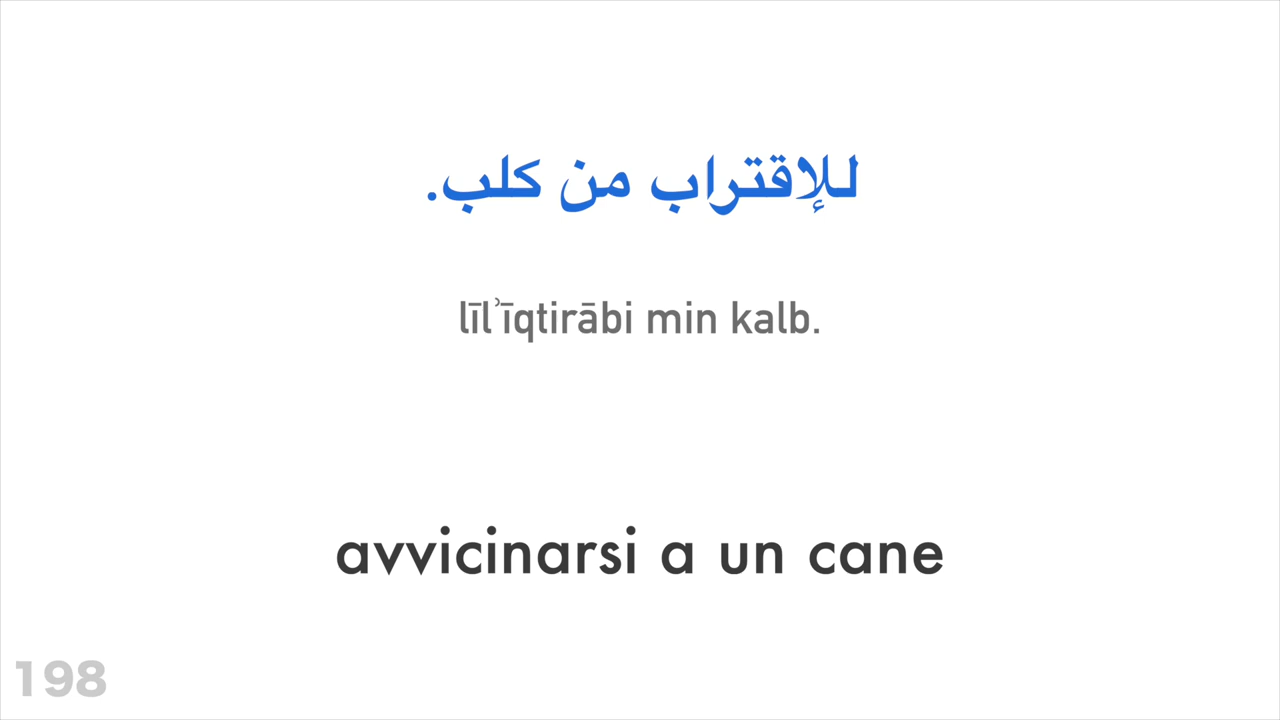 للإقتراب من كلب.
līlʾīqtirābi min kalb.
avvicinarsi a un cane
198